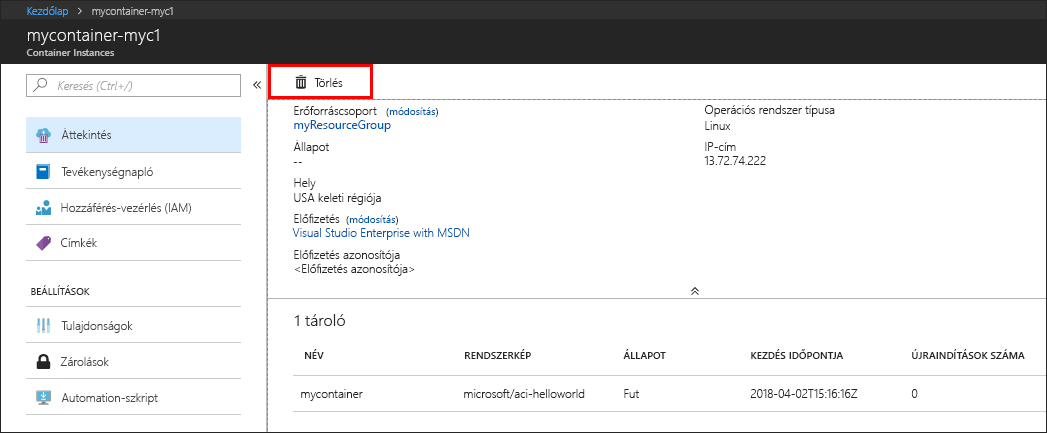 Kezdőlap > mycontainer-myc1
mycontainer-myc1
Container Instances
Keresés (Ctrl+/)
«
Törlés
Áttekintés
Tevékenységnapló
Hozzáférés-vezérlés (IAM)
Címkék
BEÁLLÍTÁSOK
Tulajdonságok
Zárolások
Automation-szkript
Erőforráscsoport (módosítás)
myResourceGroup
Állapot
--
Hely
USA keleti régiója
Előfizetés (módosítás)
Visual Studio Enterprise with MSDN
Előfizetés azonosítója
<Előfizetés azonosítója>
Operációs rendszer típusa
Linux
IP-cím
13.72.74.222
1 tároló
NÉV RENDSZERKÉP ÁLLAPOT KEZDÉS IDŐPONTJA ÚJRAINDÍTÁSOK SZÁMA
mycontainer microsoft/aci-helloworld Fut 2018-04-02T15:16:16Z 0